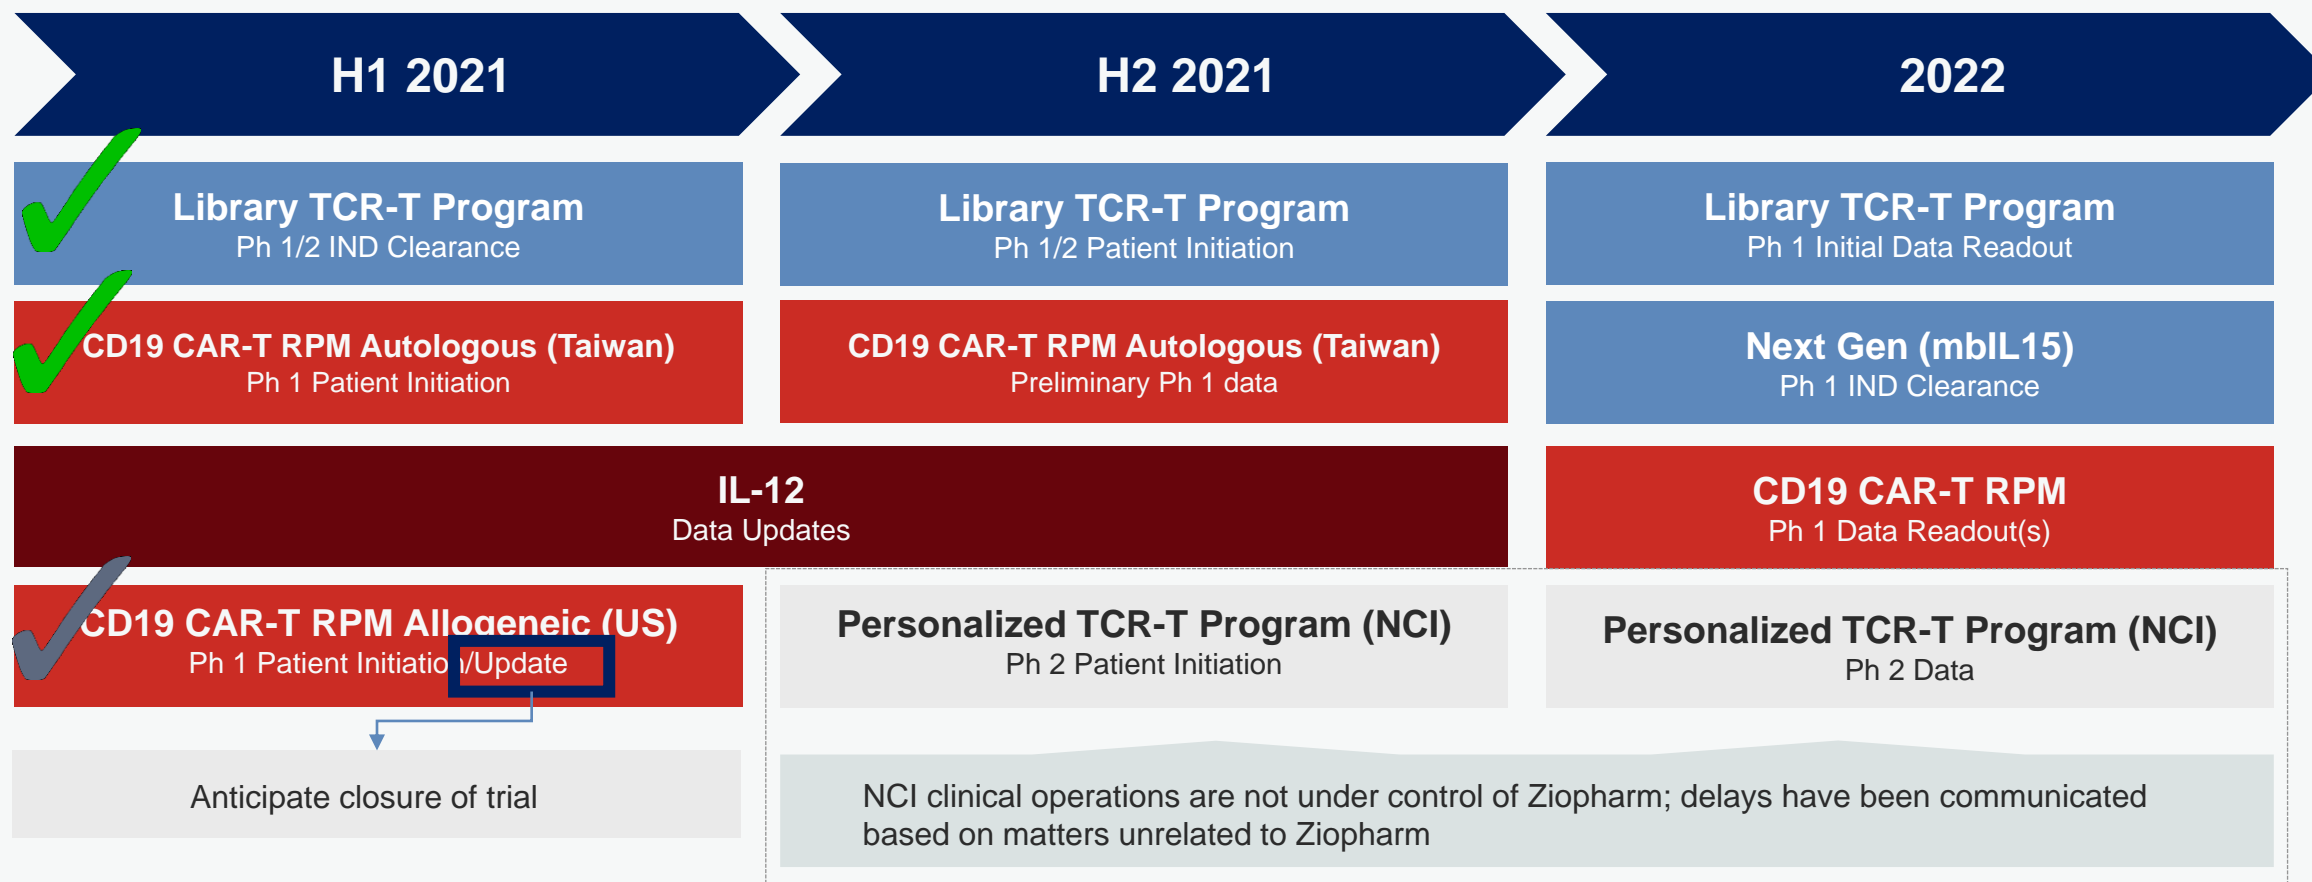 H1 2021
H2 2021
2022
Library TCR-T Program
Ph 1/2 IND Clearance
Library TCR-T Program
Ph 1/2 Patient Initiation
Library TCR-T Program
Ph 1 Initial Data Readout
CD19 CAR-T RPM Autologous (Taiwan)
Ph 1 Patient Initiation
CD19 CAR-T RPM Autologous (Taiwan)
Preliminary Ph 1 data
Next Gen (mbIL15)
Ph 1 IND Clearance
IL-12
Data Updates
CD19 CAR-T RPM
Ph 1 Data Readout(s)
CD19 CAR-T RPM Allogeneic (US)
Ph 1 Patient Initiation/Update
Personalized TCR-T Program (NCI)
Ph 2 Patient Initiation
Personalized TCR-T Program (NCI)
Ph 2 Data
Anticipate closure of trial
NCI clinical operations are not under control of Ziopharm; delays have been communicated
based on matters unrelated to Ziopharm